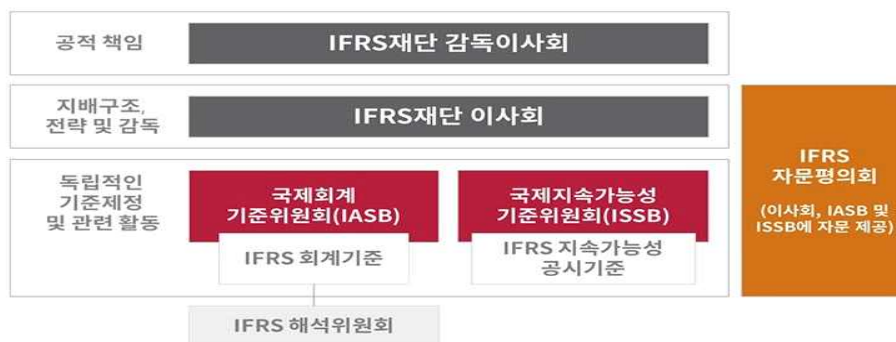 공적 책임
IFRS재단 감독이사회
지배구조,
전략 및 감독
IFRS재단 이사회
독립적인
기준제정
및 관련 활동
국제회계
기준위원회(IASB)
IFRS 회계기준
국제지속가능성
기준위원회(ISSB)
IFRS 지속가능성
공시기준
IFRS 해석위원회
IFRS
자문평의회
(이사회, IASB 및
ISSB에 자문 제공)